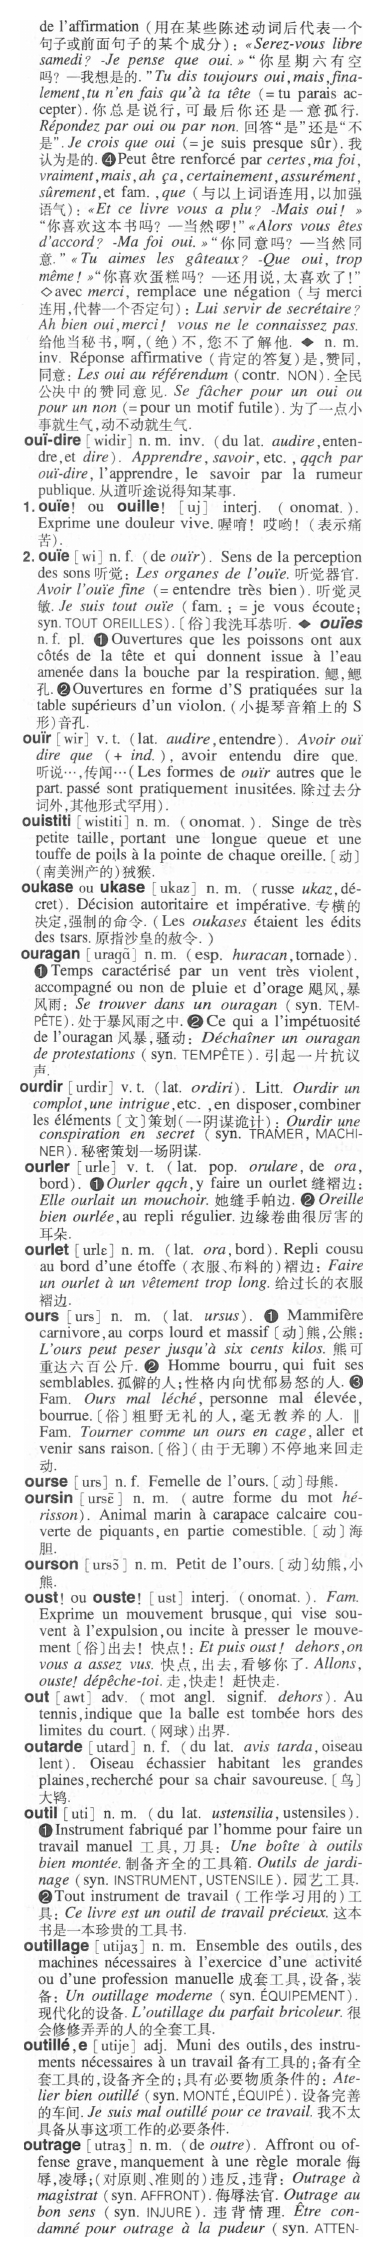 de l'affirmation (用在某些陈述动词后代表一个
句子或前面句子的某个成分): «Serez-vous libre
samedi? -Je pense que oui.» "你星期六有空
吗? —我想是的." Tu dis toujours oui, mais, fina-
lement, tu n'en fais qu'à ta tête (= tu parais ac-
cepter). 你总是说行, 可最后你还是一意孤行.
Répondez par oui ou par non. 回答"是"还是"不
是". Je crois que oui (= je suis presque sûr). 我
认为是的. ❹ Peut être renforcé par certes, ma foi,
vraiment, mais, ah ça, certainement, assurément,
sûrement, et fam., que (与以上词语连用, 以加强
语气): «Et ce livre vous a plu? -Mais oui! »
"你喜欢这本书吗? —当然啰!" «Alors vous êtes
d'accord? -Ma foi oui.» "你同意吗? —当然同
意." «Tu aimes les gâteaux? -Que oui, trop
même! »"你喜欢蛋糕吗? —还用说, 太喜欢了!"
◇avec merci, remplace une négation (与 merci
连用, 代替一个否定句): Lui servir de secrétaire?
Ah bien oui, merci! vous ne le connaissez pas.
给他当秘书, 啊, (绝)不, 您不了解他. ◆ n. m.
inv. Réponse affirmative (肯定的答复)是, 赞同,
同意: Les oui au référendum (contr. NON). 全民
公决中的赞同意见. Se fâcher pour un oui ou
pour un non (= pour un motif futile). 为了一点小
事就生气, 动不动就生气.
ouï-dire [widir] n. m. inv. (du lat. audire, enten-
dre, et dire). Apprendre, savoir, etc., qqch par
ouï-dire, l'apprendre, le savoir par la rumeur
publique. 从道听途说得知某事.
1. ouïe! ou ouille! [uj] interj. (onomat.).
Exprime une douleur vive. 喔唷! 哎哟! (表示痛
苦).
2. ouïe [wi] n. f. (de ouïr). Sens de la perception
des sons 听觉: Les organes de l'ouïe. 听觉器官.
Avoir l'ouïe fine (= entendre très bien). 听觉灵
敏. Je suis tout ouïe (fam.; = je vous écoute;
syn. TOUT OREILLES). [俗]我洗耳恭听. ◆ ouïes
n. f. pl. ❶ Ouvertures que les poissons ont aux
côtés de la tête et qui donnent issue à l'eau
amenée dans la bouche par la respiration. 鳃, 鳃
孔. ❷ Ouvertures en forme d'S pratiquées sur la
table supérieurs d'un violon. (小提琴音箱上的 S
形)音孔.
ouïr [wir] v. t. (lat. audire, entendre). Avoir ouï
dire que (+ ind.), avoir entendu dire que.
听说…, 传闻…(Les formes de ouïr autres que le
part. passé sont pratiquement inusitées. 除过去分
词外, 其他形式罕用).
ouistiti [wistiti] n. m. (onomat.). Singe de très
petite taille, portant une longue queue et une
touffe de poils à la pointe de chaque oreille. [动]
(南美洲产的)狨猴.
oukase ou ukase [ukaz] n. m. (russe ukaz, dé-
cret). Décision autoritaire et impérative. 专横的
决定, 强制的命令. (Les oukases étaient les édits
des tsars. 原指沙皇的敕令.)
ouragan [uragã] n. m. (esp. huracan, tornade).
❶ Temps caractérisé par un vent très violent,
accompagné ou non de pluie et d'orage 飓风, 暴
风雨: Se trouver dans un ouragan (syn. TEM-
PÊTE). 处于暴风雨之中. ❷ Ce qui a l'impétuosité
de l'ouragan 风暴, 骚动: Déchaîner un ouragan
de protestations (syn. TEMPÊTE). 引起一片抗议
声.
ourdir [urdir] v. t. (lat. ordiri). Litt. Ourdir un
complot, une intrigue, etc., en disposer, combiner
les éléments [文]策划(一阴谋诡计): Ourdir une
conspiration en secret (syn. TRAMER, MACHI-
NER). 秘密策划一场阴谋.
ourler [urle] v. t. (lat. pop. orulare, de ora,
bord). ❶ Ourler qqch, y faire un ourlet 缝褶边:
Elle ourlait un mouchoir. 她缝手帕边. ❷ Oreille
bien ourlée, au repli régulier. 边缘卷曲很厉害的
耳朵.
ourlet [urlɛ] n. m. (lat. ora, bord). Repli cousu
au bord d'une étoffe (衣服、布料的)褶边: Faire
un ourlet à un vêtement trop long. 给过长的衣服
褶边.
ours [urs] n. m. (lat. ursus). ❶ Mammifère
carnivore, au corps lourd et massif [动]熊, 公熊:
L'ours peut peser jusqu'à six cents kilos. 熊可
重达六百公斤. ❷ Homme bourru, qui fuit ses
semblables. 孤僻的人; 性格内向忧郁易怒的人. ❸
Fam. Ours mal léché, personne mal élevée,
bourrue. [俗]粗野无礼的人, 毫无教养的人. ‖
Fam. Tourner comme un ours en cage, aller et
venir sans raison. [俗](由于无聊)不停地来回走
动.
ourse [urs] n. f. Femelle de l'ours. [动]母熊.
oursin [ursɛ̃] n. m. (autre forme du mot hé-
risson). Animal marin à carapace calcaire cou-
verte de piquants, en partie comestible. [动]海
胆.
ourson [ursɔ̃] n. m. Petit de l'ours. [动]幼熊, 小
熊.
oust! ou ouste! [ust] interj. (onomat.). Fam.
Exprime un mouvement brusque, qui vise sou-
vent à l'expulsion, ou incite à presser le mouve-
ment [俗]出去! 快点!: Et puis oust! dehors, on
vous a assez vus. 快点, 出去, 看够你了. Allons,
ouste! dépêche-toi. 走, 快走! 赶快走.
out [awt] adv. (mot angl. signif. dehors). Au
tennis, indique que la balle est tombée hors des
limites du court. (网球)出界.
outarde [utard] n. f. (du lat. avis tarda, oiseau
lent). Oiseau échassier habitant les grandes
plaines, recherché pour sa chair savoureuse. [鸟]
大鸨.
outil [uti] n. m. (du lat. ustensilia, ustensiles).
❶ Instrument fabriqué par l'homme pour faire un
travail manuel 工具, 刀具: Une boîte à outils
bien montée. 制备齐全的工具箱. Outils de jardi-
nage (syn. INSTRUMENT, USTENSILE). 园艺工具.
❷ Tout instrument de travail (工作学习用的)工
具: Ce livre est un outil de travail précieux. 这本
书是一本珍贵的工具书.
outillage [utijaʒ] n. m. Ensemble des outils, des
machines nécessaires à l'exercice d'une activité
ou d'une profession manuelle 成套工具, 设备, 装
备: Un outillage moderne (syn. ÉQUIPEMENT).
现代化的设备. L'outillage du parfait bricoleur. 很
会修修弄弄的人的全套工具.
outillé, e [utije] adj. Muni des outils, des instru-
ments nécessaires à un travail 备有工具的; 备有全
套工具的, 设备齐全的; 具有必要物质条件的: Ate-
lier bien outillé (syn. MONTÉ, ÉQUIPÉ). 设备完善
的车间. Je suis mal outillé pour ce travail. 我不太
具备从事这项工作的必要条件.
outrage [utraʒ] n. m. (de outre). Affront ou of-
fense grave, manquement à une règle morale 侮
辱, 凌辱; (对原则、准则的)违反, 违背: Outrage à
magistrat (syn. AFFRONT). 侮辱法官. Outrage au
bon sens (syn. INJURE). 违背情理. Être con-
damné pour outrage à la pudeur (syn. ATTEN-